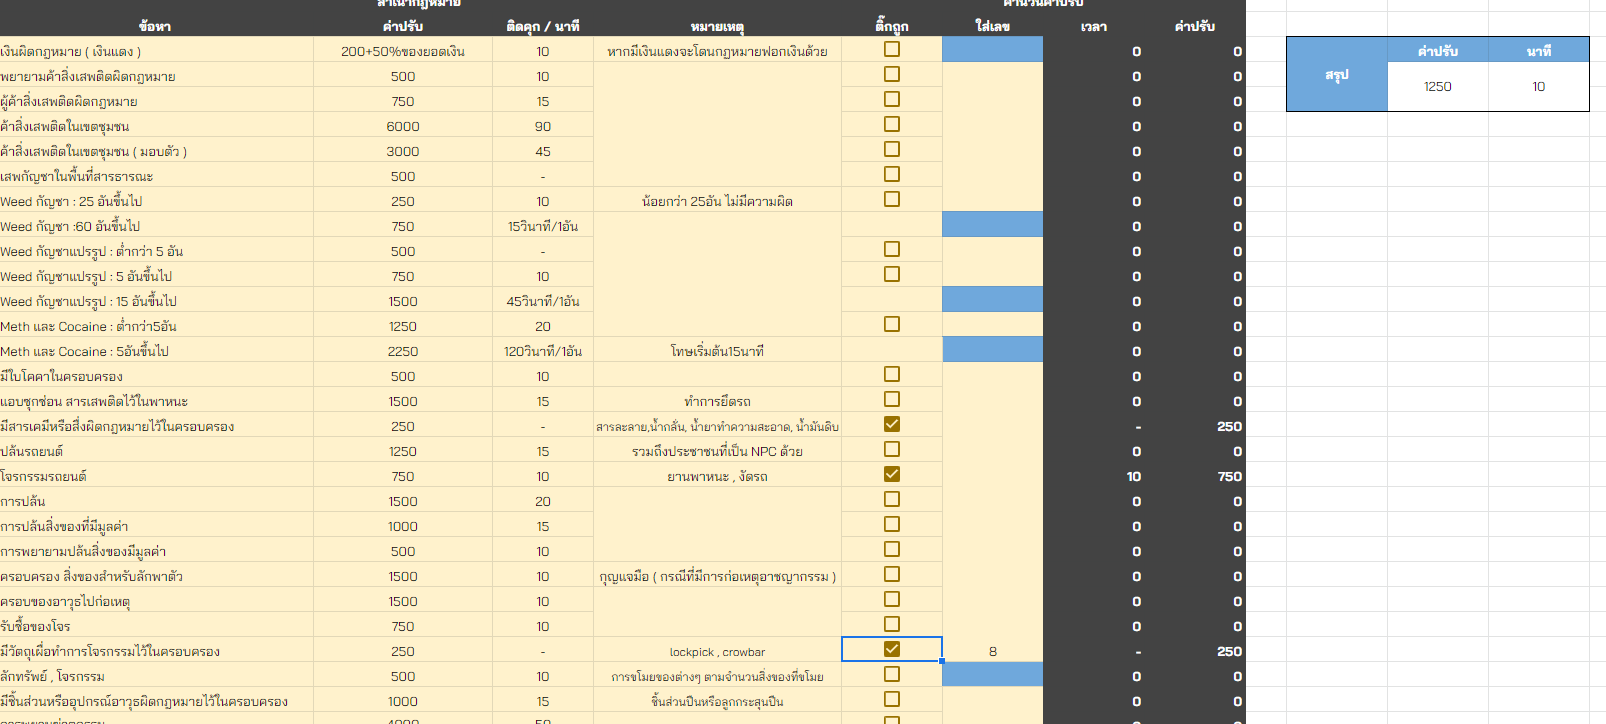 สำเนากฎหมาย คำนวนค่าปรับ
ข้อหา ค่าปรับ ติดคุก / นาที หมายเหตุ ติ๊กถูก ใส่เลข เวลา ค่าปรับ
เงินผิดกฎหมาย ( เงินแดง ) 200+50%ของยอดเงิน 10 หากมีเงินแดงจะโดนกฎหมายฟอกเงินด้วย 0 0 ค่าปรับ นาที
พยายามค้าสิ่งเสพติดผิดกฎหมาย 500 10 0 0 สรุป
ผู้ค้าสิ่งเสพติดผิดกฎหมาย 750 15 0 0 1250 10
ค้าสิ่งเสพติดในเขตชุมชน 6000 90 0 0
ค้าสิ่งเสพติดในเขตชุมชน ( มอบตัว ) 3000 45 0 0
เสพกัญชาในพื้นที่สารธารณะ 500 - 0 0
Weed กัญชา : 25 อันขึ้นไป 250 10 น้อยกว่า 25อัน ไม่มีความผิด 0 0
Weed กัญชา :60 อันขึ้นไป 750 15วินาที/1อัน 0 0
Weed กัญชาแปรรูป : ต่ำกว่า 5 อัน 500 - 0 0
Weed กัญชาแปรรูป : 5 อันขึ้นไป 750 10 0 0
Weed กัญชาแปรรูป : 15 อันขึ้นไป 1500 45วินาที/1อัน 0 0
Meth และ Cocaine : ต่ำกว่า5อัน 1250 20 0 0
Meth และ Cocaine : 5อันขึ้นไป 2250 120วินาที/1อัน โทษเริ่มต้น15นาที 0 0
มีใบโคคาในครอบครอง 500 10 0 0
แอบซุกซ่อน สารเสพติดไว้ในพาหนะ 1500 15 ทำการยึดรถ 0 0
มีสารเคมีหรือสิ่งผิดกฎหมายไว้ในครอบครอง 250 - สารละลาย,น้ำกลั่น, น้ำยาทำความสะอาด, น้ำมันดิบ - 250
ปล้นรถยนต์ 1250 15 รวมถึงประชาชนที่เป็น NPC ด้วย 0 0
โจรกรรมรถยนต์ 750 10 ยานพาหนะ , งัดรถ 10 750
การปล้น 1500 20 0 0
การปล้นสิ่งของที่มีมูลค่า 1000 15 0 0
การพยายามปล้นสิ่งของมีมูลค่า 500 10 0 0
ครอบครอง สิ่งของสำหรับลักพาตัว 1500 10 กุญแจมือ ( กรณีที่มีการก่อเหตุอาชญากรรม ) 0 0
ครอบของอาวุธไปก่อเหตุ 1500 10 0 0
รับซื้อของโจร 750 10 0 0
มีวัตถุเผื่อทำการโจรกรรมไว้ในครอบครอง 250 - lockpick , crowbar 8 - 250
ลักทรัพย์ , โจรกรรม 500 10 การขโมยของต่างๆ ตามจำนวนสิ่งของที่ขโมย 0 0
มีชิ้นส่วนหรืออุปกรณ์อาวุธผิดกฎหมายไว้ในครอบครอง 1000 15 ชิ้นส่วนปืนหรือลูกกระสุนปืน 0 0
4000 50